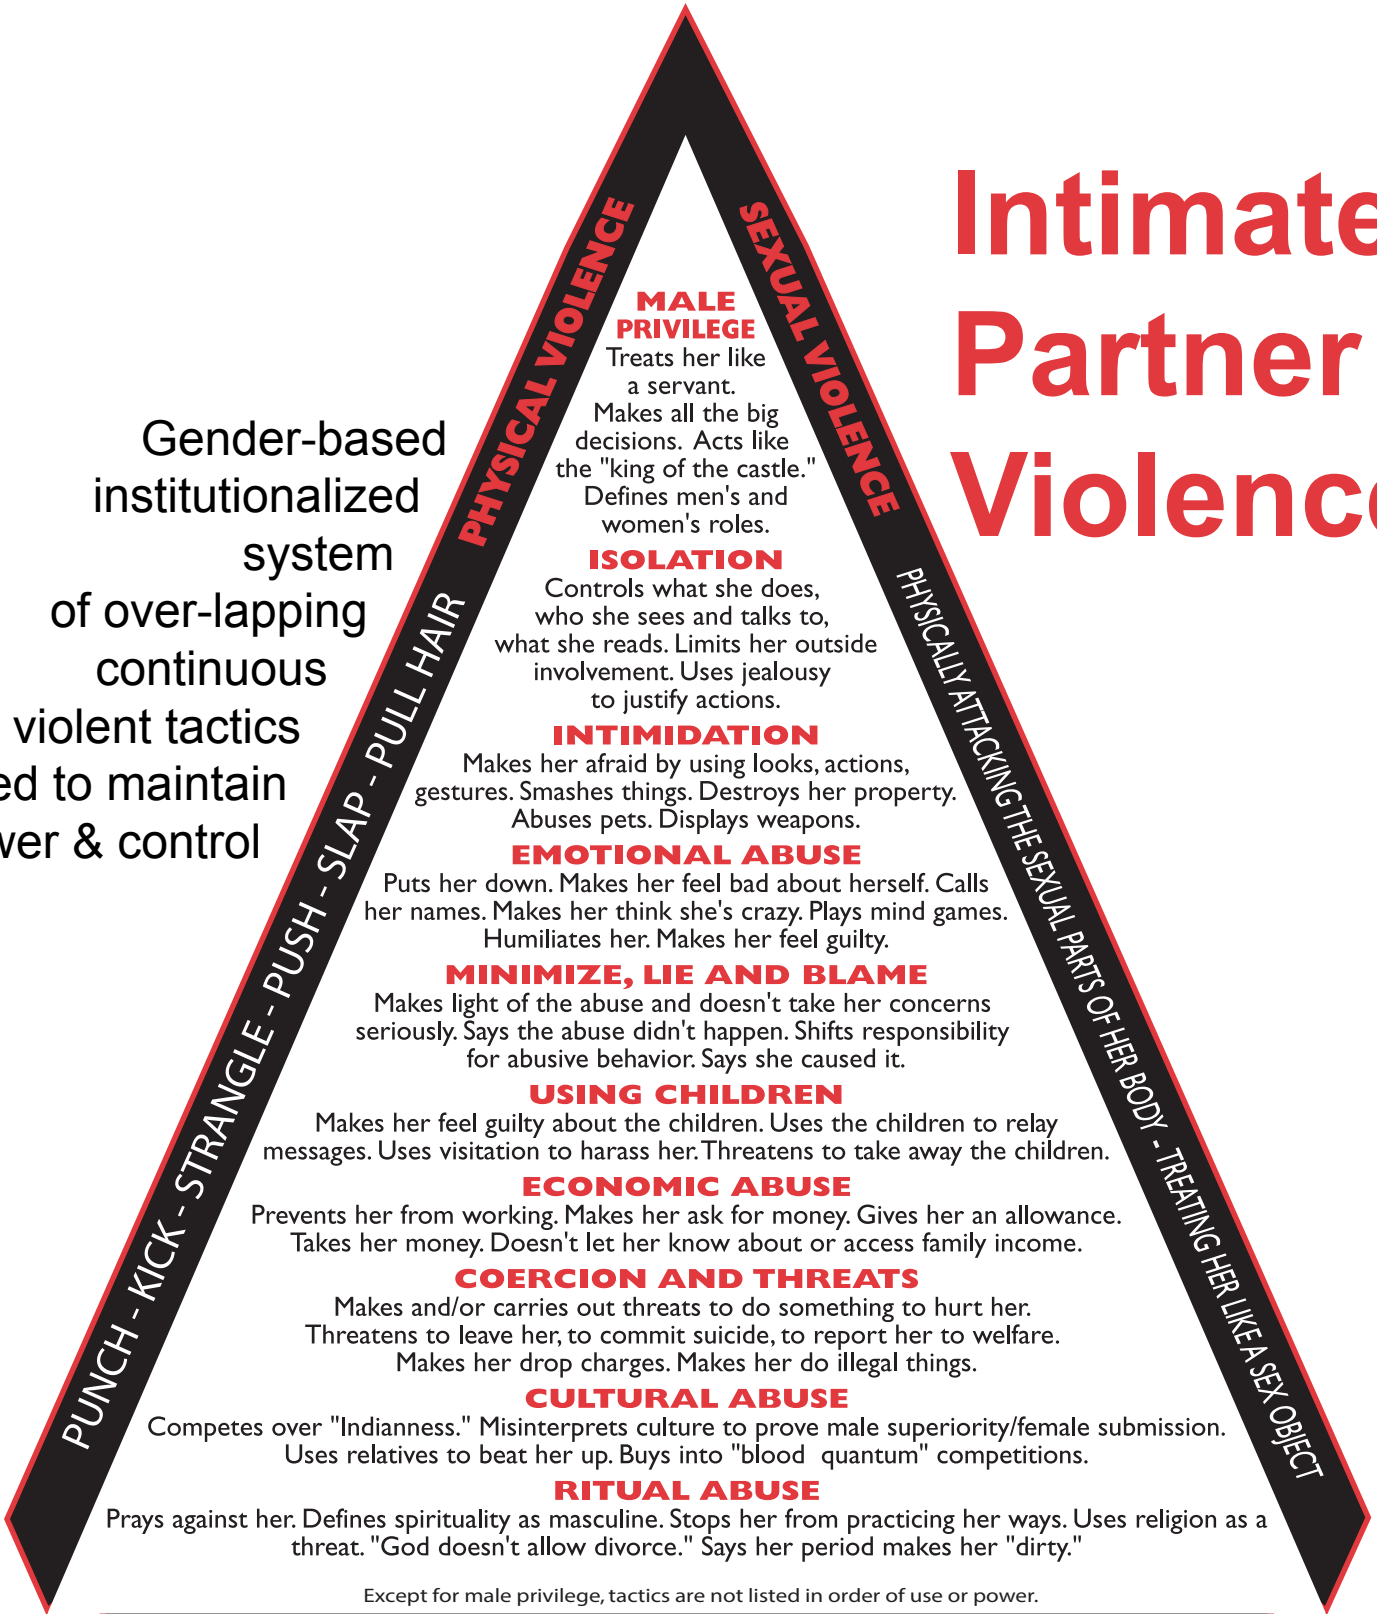 Intimate
Partner
Violence
Gender-based
institutionalized
system
of over-lapping
continuous
violent tactics
to maintain
& control
PHYSICAL VIOLENCE
PUNCH - KICK - STRANGLE - PUSH - SLAP - PULL HAIR
SEXUAL VIOLENCE
PHYSICALLY ATTACKING THE SEXUAL PARTS OF HER BODY - TREATING HER LIKE A SEX OBJECT
MALE
PRIVILEGE
Treats her like
a servant.
Makes all the big
decisions. Acts like
the "king of the castle."
Defines men's and
women's roles.
ISOLATION
Controls what she does,
who she sees and talks to,
what she reads. Limits her outside
involvement. Uses jealousy
to justify actions.
INTIMIDATION
Makes her afraid by using looks, actions,
gestures. Smashes things. Destroys her property.
Abuses pets. Displays weapons.
EMOTIONAL ABUSE
Puts her down. Makes her feel bad about herself. Calls
her names. Makes her think she's crazy. Plays mind games.
Humiliates her. Makes her feel guilty.
MINIMIZE, LIE AND BLAME
Makes light of the abuse and doesn't take her concerns
seriously. Says the abuse didn't happen. Shifts responsibility
for abusive behavior. Says she caused it.
USING CHILDREN
Makes her feel guilty about the children. Uses the children to relay
messages. Uses visitation to harass her. Threatens to take away the children.
ECONOMIC ABUSE
Prevents her from working. Makes her ask for money. Gives her an allowance.
Takes her money. Doesn't let her know about or access family income.
COERCION AND THREATS
Makes and/or carries out threats to do something to hurt her.
Threatens to leave her, to commit suicide, to report her to welfare.
Makes her drop charges. Makes her do illegal things.
CULTURAL ABUSE
Competes over "Indianness." Misinterprets culture to prove male superiority/female submission.
Uses relatives to beat her up. Buys into "blood quantum" competitions.
RITUAL ABUSE
Prays against her. Defines spirituality as masculine. Stops her from practicing her ways. Uses religion as a
threat. "God doesn't allow divorce." Says her period makes her "dirty."
Except for male privilege, tactics are not listed in order of use or power.